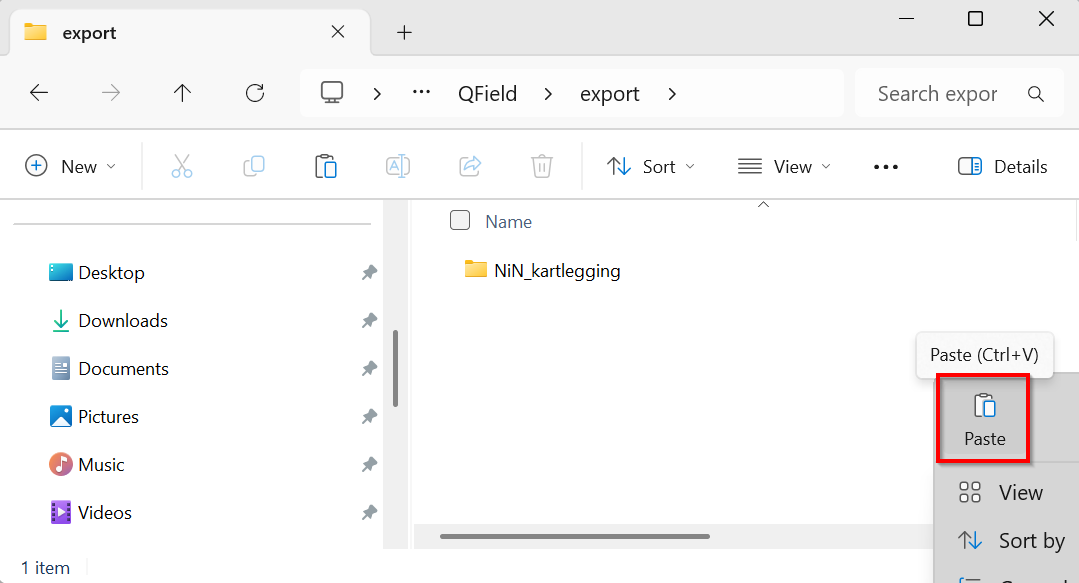 export
QField
export
Search expor
New
Sort
View
Details
Name
Desktop
NiN_kartlegging
Downloads
Paste (Ctrl+V)
Documents
Pictures
Paste
Music
View
Videos
Sort by
1 item